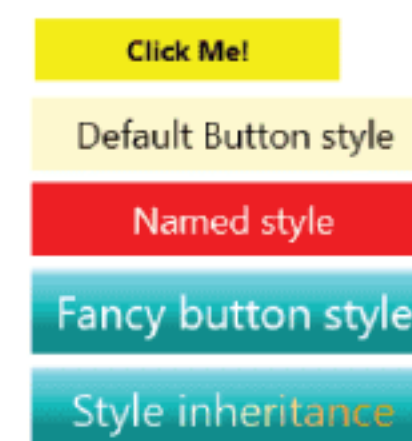 Click Me!
Default Button style
Named style
Fancy button style
Style inheritance